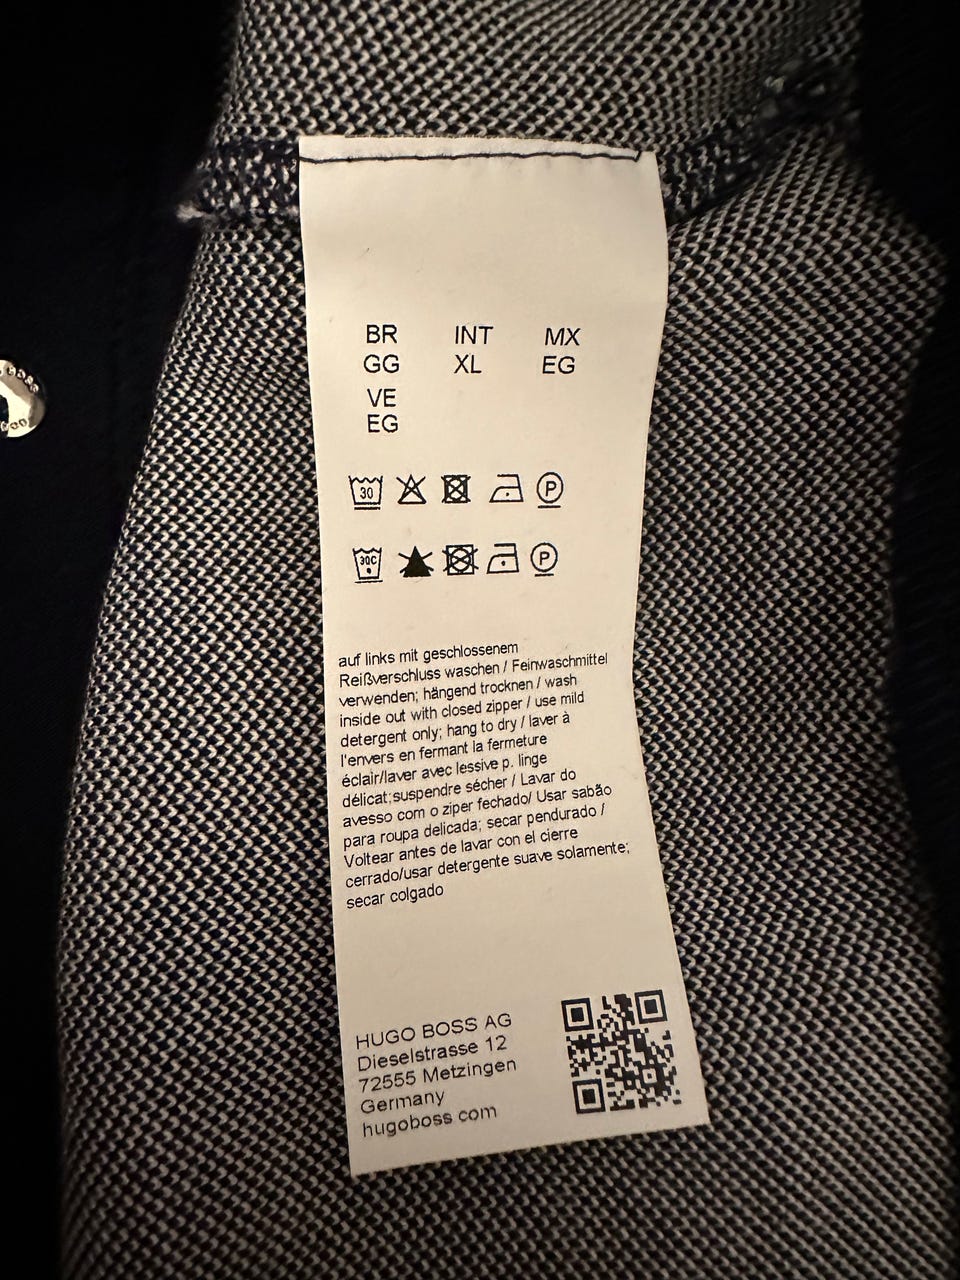 BR INT MX
GG XL EG
VE
EG
30 P
30C P
auf links mit geschlossenem
Reißverschluss waschen / Feinwaschmittel
verwenden; hängend trocknen / wash
inside out with closed zipper / use mild
detergent only; hang to dry / laver à
l'envers en fermant la fermeture
éclair/laver avec lessive p. linge
délicat;suspendre sécher / Lavar do
avesso com o ziper fechado/ Usar sabão
para roupa delicada; secar pendurado /
Voltear antes de lavar con el cierre
cerrado/usar detergente suave solamente;
secar colgado
HUGO BOSS AG
Dieselstrasse 12
72555 Metzingen
Germany
hugoboss com